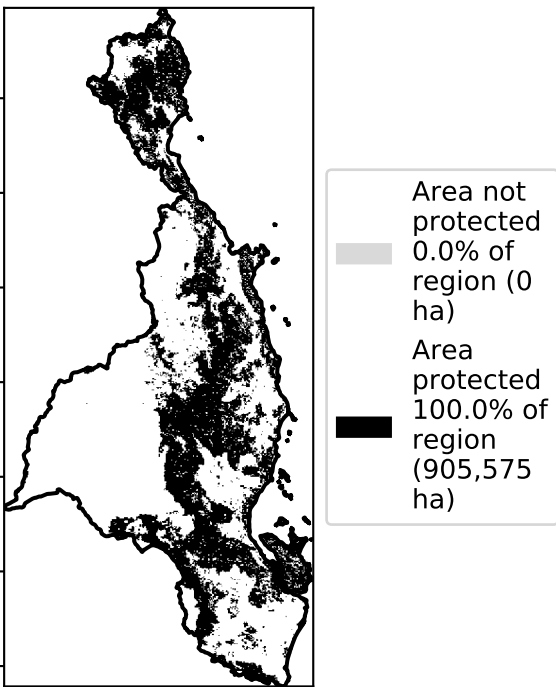 Area not
protected
0.0% of
region (0
ha)
Area
protected
100.0% of
region
(905,575
ha)